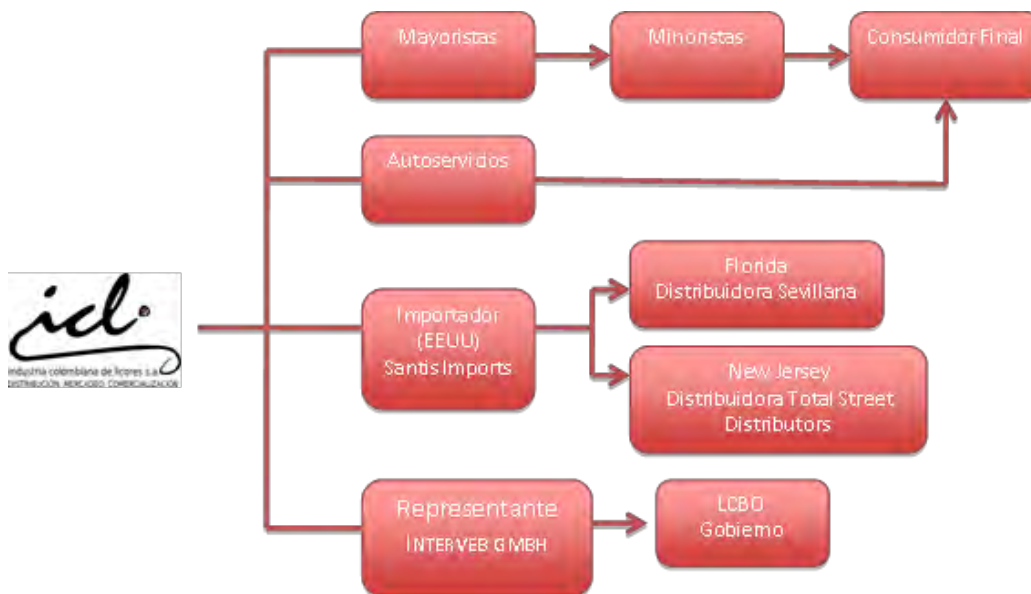 Mayoristas
Minoristas
Consumidor Final
Autoservicios
Florida
Distribuidora Sevillana
icl
industria colombiana de licores s.a.
DISTRIBUCIÓN MERCADEO COMERCIALIZACIÓN
Importador
(EEUU)
Santis Imports
New Jersey
Distribuidora Total Street
Distributors
Representante
INTERVEB GMBH
LCBO
Gobierno